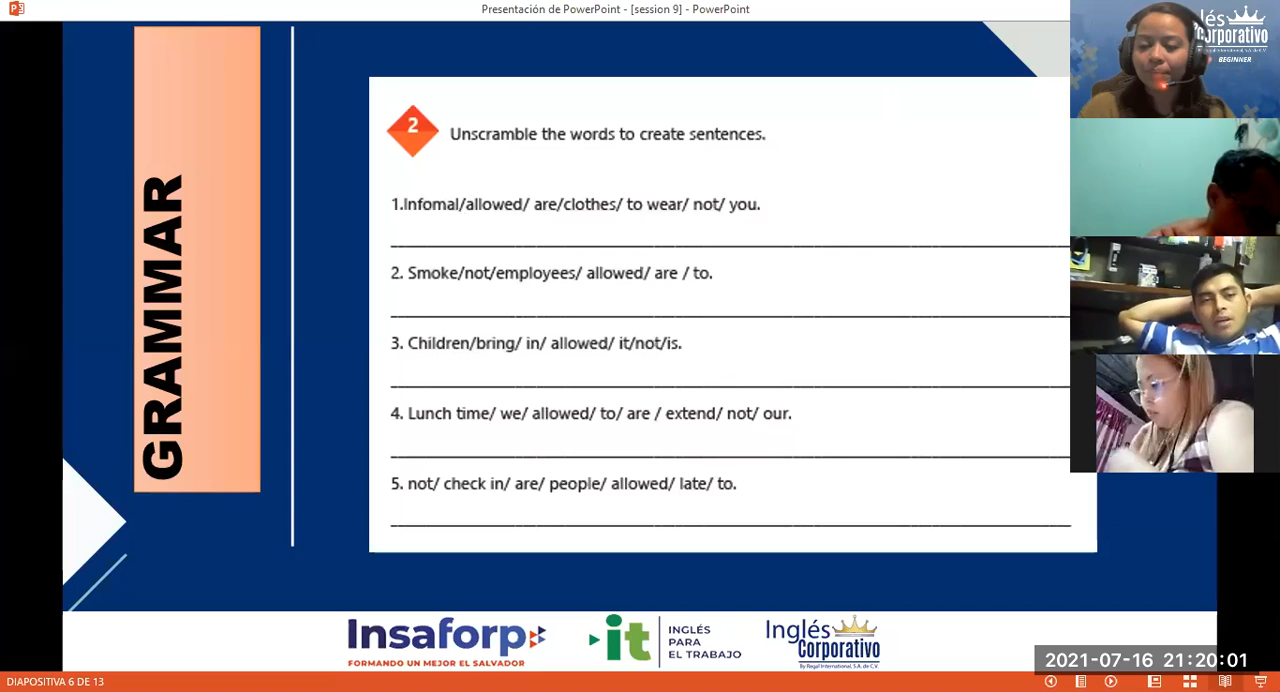 Presentación de PowerPoint - [session 9] - PowerPoint
Corporativo
BEGINNER
GRAMMAR
2 Unscramble the words to create sentences.
1.Infomal/allowed/ are/clothes/ to wear/ not/ you.
2. Smoke/not/employees/ allowed/ are / to.
3. Children/bring/ in/ allowed/ it/not/is.
4. Lunch time/ we/ allowed/ to/ are / extend/ not/ our.
5. not/ check in/ are/ people/ allowed/ late/ to.
Insaforp
FORMANDO UN MEJOR EL SALVADOR
it
INGLÉS
PARA
EL TRABAJO
Inglés
Corporativo
By Regal International, S.A. de C.V.
2021-07-16 21:20:01
DIAPOSITIVA 6 DE 13